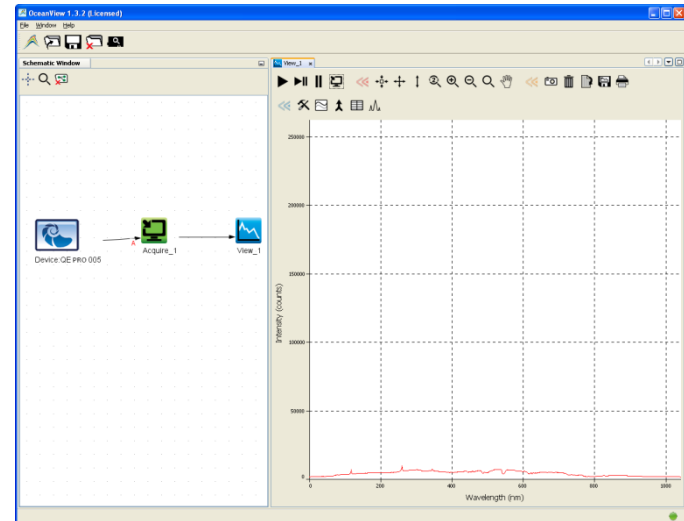 OceanView 1.3.2 (Licensed)
File Window Help
Schematic Window
View_1
Device:QE PRO 005
A
Acquire_1
View_1
250000
200000
150000
100000
50000
0
Intensity (counts)
0 200 400 600 800 1000
Wavelength (nm)